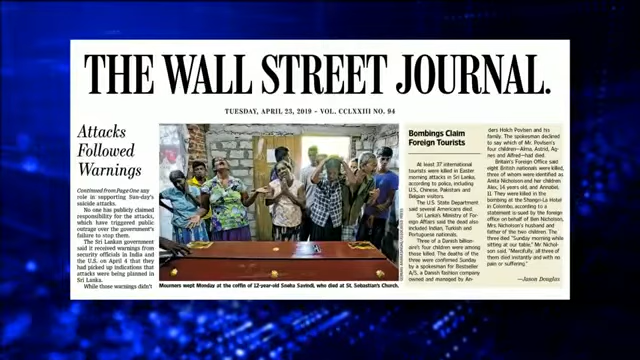 THE WALL STREET JOURNAL.
TUESDAY, APRIL 23, 2019 ~ VOL. CCLXXIII NO. 94
Attacks
Followed
Warnings
Continued from Page One
role in supporting Sunday's
suicide attacks.
No one has publicly claimed
responsibility for the attacks,
which have triggered public
outrage over the government's
failure to stop them.
The Sri Lankan government
said it received warnings from
security officials in India and
the U.S. on April 4 that they
had picked up indications that
attacks were being planned in
Sri Lanka.
While those warnings didn't
Mourners wept Monday at the coffin of 12-year-old Sneha Savindi, who died at St. Sebastian's Church.
Bombings Claim
Foreign Tourists
At least 37 international
tourists were killed in Easter
morning attacks in Sri Lanka,
according to police, including
U.S., Chinese, Pakistani and
Belgian visitors.
The U.S. State Department
said several Americans died.
Sri Lanka's Ministry of For-
eign Affairs said the dead also
included Indian, Turkish and
Portuguese nationals.
Three of a Danish billion-
aire's four children were among
those killed. The deaths of the
three were confirmed Sunday
by a spokesman for Bestseller
A/S, a Danish fashion company
owned and managed by An-
ders Holch Povlsen and his
family. The spokesman declined
to say which of Mr. Povlsen's
four children—Alma, Astrid, Ag-
nes and Alfred—had died.
Britain's Foreign Office said
eight British nationals were killed,
three of whom were identified as
Anita Nicholson and her children
Alex, 14 years old, and Annabel,
11. They were killed in the
bombing at the Shangri-La Hotel
in Colombo, according to a
statement issued by the foreign
office on behalf of Ben Nicholson,
Mrs. Nicholson's husband and
father of the two children. The
three died "Sunday morning while
sitting at our table," Mr. Nichol-
son said. "Mercifully, all three of
them died instantly and with no
pain or suffering."
—Jason Douglas